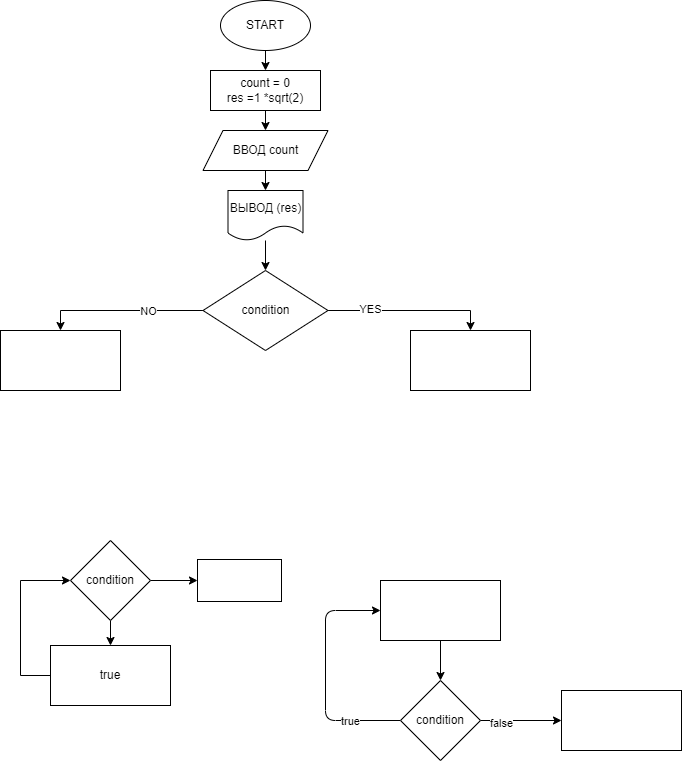 START
count = 0
res =1 *sqrt(2)
ВВОД count
ВЫВОД (res)
condition
NO
YES
condition
true
condition
true
false